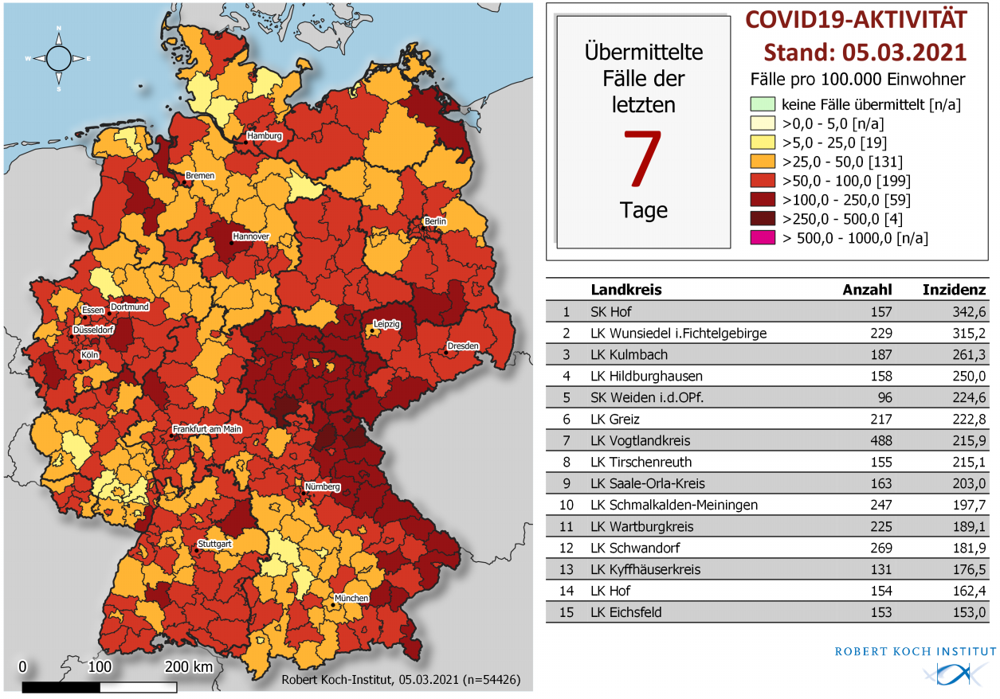 N
W E
S
Hamburg
Bremen
Berlin
Hannover
Essen
Dortmund
Düsseldorf
Leipzig
Köln
Dresden
Frankfurt am Main
Nürnberg
Stuttgart
München
0 100 200 km
Robert Koch-Institut, 05.03.2021 (n=54426)
Übermittelte
Fälle der
letzten
7
Tage
COVID19-AKTIVITÄT
Stand: 05.03.2021
Fälle pro 100.000 Einwohner
keine Fälle übermittelt [n/a]
>0,0 - 5,0 [n/a]
>5,0 - 25,0 [19]
>25,0 - 50,0 [131]
>50,0 - 100,0 [199]
>100,0 - 250,0 [59]
>250,0 - 500,0 [4]
> 500,0 - 1000,0 [n/a]
Landkreis Anzahl Inzidenz
1 SK Hof 157 342,6
2 LK Wunsiedel i.Fichtelgebirge 229 315,2
3 LK Kulmbach 187 261,3
4 LK Hildburghausen 158 250,0
5 SK Weiden i.d.OPf. 96 224,6
6 LK Greiz 217 222,8
7 LK Vogtlandkreis 488 215,9
8 LK Tirschenreuth 155 215,1
9 LK Saale-Orla-Kreis 163 203,0
10 LK Schmalkalden-Meiningen 247 197,7
11 LK Wartburgkreis 225 189,1
12 LK Schwandorf 269 181,9
13 LK Kyffhäuserkreis 131 176,5
14 LK Hof 154 162,4
15 LK Eichsfeld 153 153,0
ROBERT KOCH INSTITUT